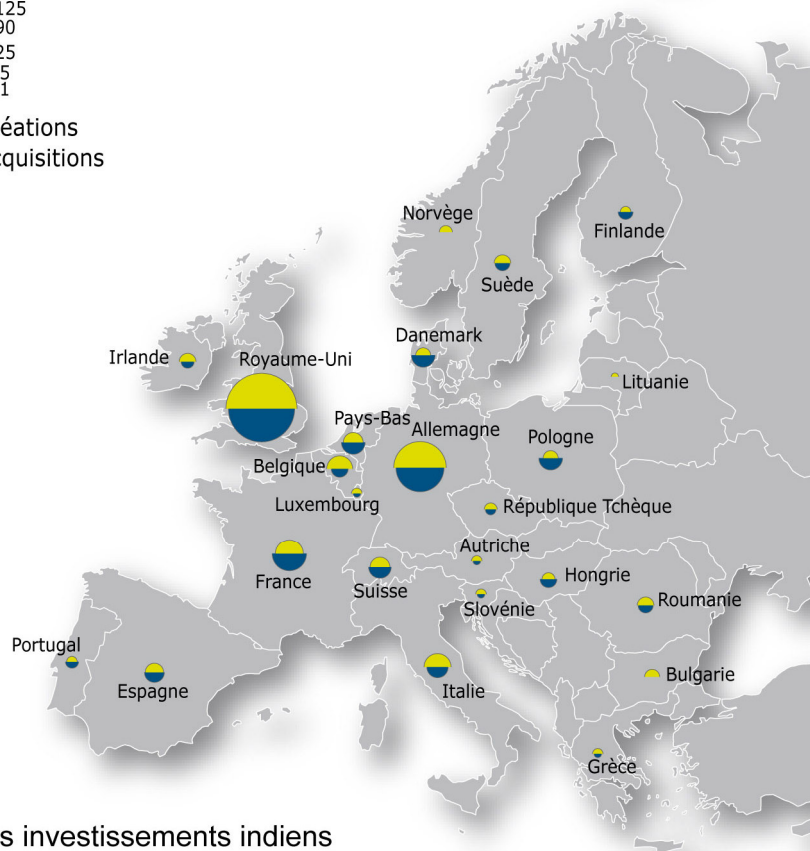 125
90
25
5
1
éations
cquisitions
Norvège
Finlande
Suède
Danemark
Irlande
Royaume-Uni
Lituanie
Pays-Bas
Allemagne
Pologne
Belgique
Luxembourg
République Tchèque
Autriche
France
Suisse
Hongrie
Slovénie
Roumanie
Portugal
Espagne
Italie
Bulgarie
Grèce
s investissements indiens